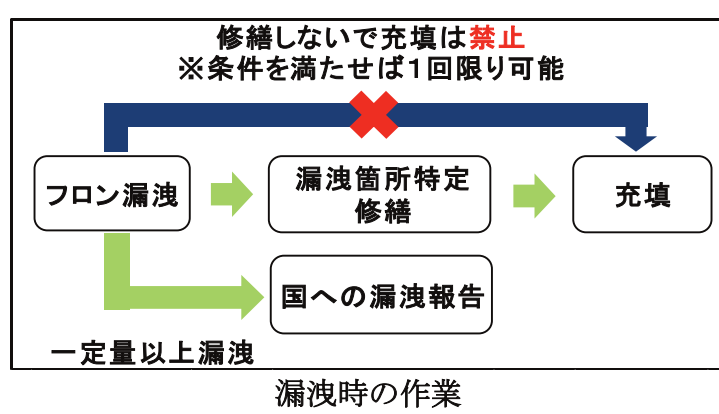 修繕しないで充填は禁止
※条件を満たせば1回限り可能
フロン漏洩
漏洩箇所特定
修繕
充填
国への漏洩報告
一定量以上漏洩
漏洩時の作業